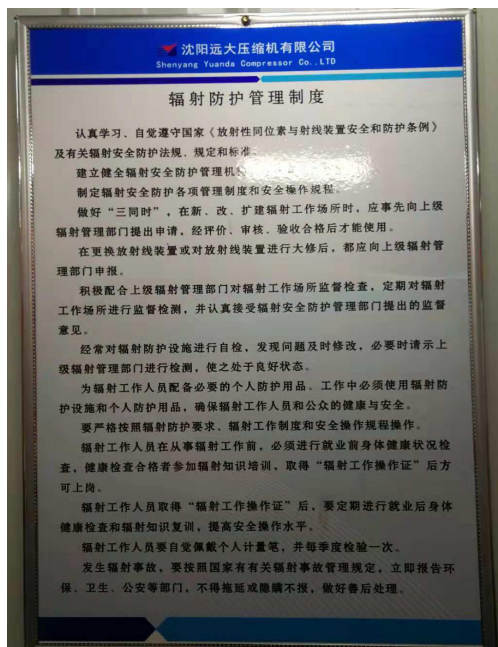 沈阳远大压缩机有限公司
Shenyang Yuanda Compressor Co.,LTD
辐射防护管理制度
认真学习、自觉遵守国家《放射性同位素与射线装置安全和防护条例》
及有关辐射安全防护法规、规定和标准。
建立健全辐射安全防护管理机
制定辐射安全防护各项管理制度和安全操作规程。
做好“三同时”，在新、改、扩建辐射工作场所时，应事先向上级
辐射管理部门提出申请，经评价、审核、验收合格后才能使用。
在更换放射线装置或对放射线装置进行大修后，都应向上级辐射管
理部门申报。
积极配合上级辐射管理部门对辐射工作场所监督检查，定期对辐射
工作场所进行监督检测，并认真接受辐射安全防护管理部门提出的监督
意见。
经常对辐射防护设施进行自检，发现问题及时修改，必要时请示上
级辐射管理部门进行检测，使之处于良好状态。
为辐射工作人员配备必要的个人防护用品。工作中必须使用辐射防
护设施和个人防护用品，确保辐射工作人员和公众的健康与安全。
要严格按照辐射防护要求、辐射工作制度和安全操作规程操作。
辐射工作人员在从事辐射工作前，必须进行就业前身体健康状况检
查，健康检查合格者参加辐射知识培训，取得“辐射工作操作证”后方
可上岗。
辐射工作人员取得“辐射工作操作证”后，要定期进行就业后身体
健康检查和辐射知识复训，提高安全操作水平。
辐射工作人员要自觉佩戴个人计量笔，并每季度检验一次。
发生辐射事故，要按照国家有有关辐射事故管理规定，立即报告环
保、卫生、公安等部门，不得拖延或隐瞒不报，做好善后处理。